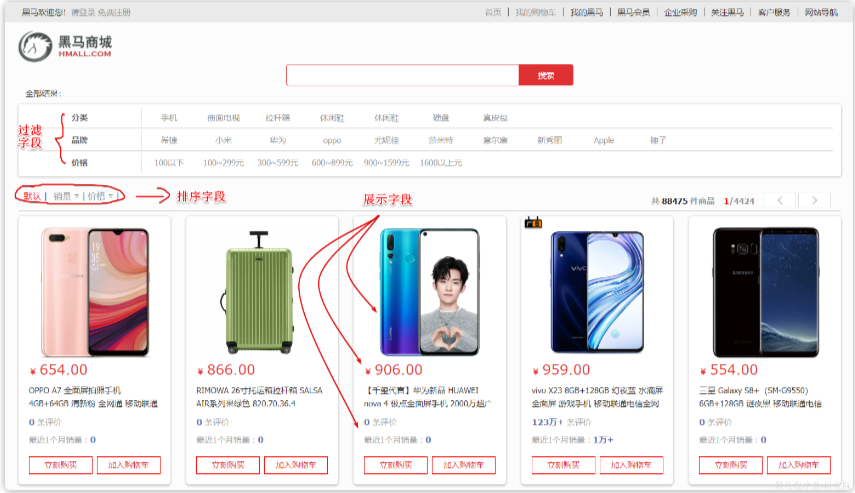 黑马欢迎您! 请登录 免费注册
首页 | 我的购物车 | 我的黑马 | 黑马会员 | 企业采购 | 关注黑马 | 客户服务 | 网站导航
黑马商城
HMALL.COM
搜索
全部结果:
过滤字段
分类 手机 曲面电视 拉杆箱 休闲鞋 休闲鞋 硬盘 真皮包
品牌 希捷 小米 华为 oppo 尤妮佳 莎米特 塞尔康 新秀丽 Apple 锤子
价格 100以下 100~299元 300~599元 600~899元 900~1599元 1600以上元
默认 | 销量 | 价格 |
排序字段
展示字段
共 88475 件商品 1/4424
¥ 654.00
OPPO A7 全面屏拍照手机
4GB+64GB 清新粉 全网通 移动联通
0 条评价
最近1个月销量:0
立刻购买 加入购物车
¥ 866.00
RIMOWA 26寸托运箱拉杆箱 SALSA
AIR系列果绿色 820.70.36.4
0 条评价
最近1个月销量:0
立刻购买 加入购物车
¥ 906.00
【千玺代言】华为新品 HUAWEI
nova 4 极点全面屏手机 2000万超广
0 条评价
最近1个月销量:0
立刻购买 加入购物车
vivo
¥ 959.00
vivo X23 8GB+128GB 幻夜蓝 水滴屏
全面屏 游戏手机 移动联通电信全网
123万+ 条评价
最近1个月销量:1万+
立刻购买 加入购物车
¥ 554.00
三星 Galaxy S8+(SM-G9550)
6GB+128GB 谜夜黑 移动联通电信
0 条评价
最近1个月销量:0
立刻购买 加入购物车